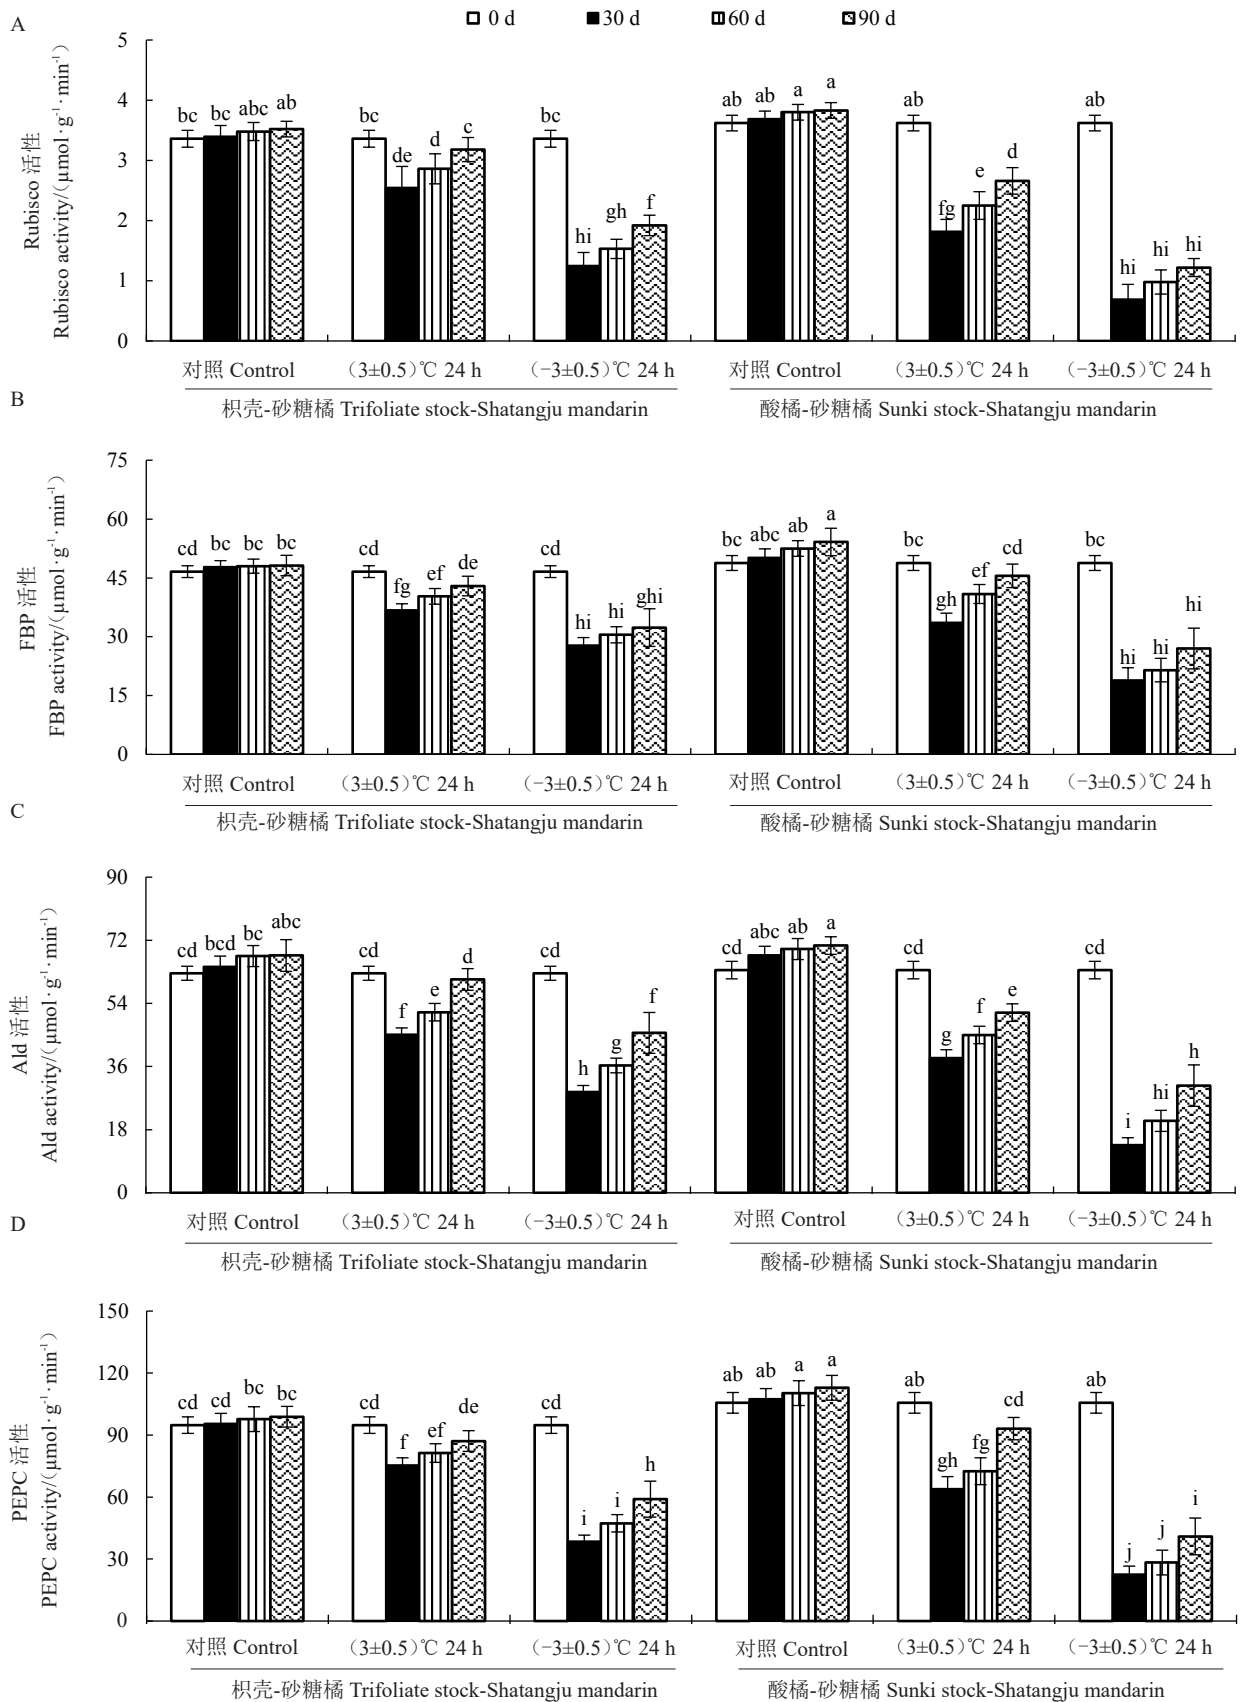 A
0 d 30 d 60 d 90 d
Rubisco 活性
Rubisco activity/(μmol·g⁻¹·min⁻¹)
5
4
3
2
1
0
bc bc abc ab bc de d c bc hi gh f ab ab a a ab fg e d ab hi hi hi
对照 Control (3±0.5)℃ 24 h (−3±0.5)℃ 24 h 对照 Control (3±0.5)℃ 24 h (−3±0.5)℃ 24 h
枳壳-砂糖橘 Trifoliate stock-Shatangju mandarin 酸橘-砂糖橘 Sunki stock-Shatangju mandarin
B
FBP 活性
FBP activity/(μmol·g⁻¹·min⁻¹)
75
60
45
30
15
0
cd bc bc bc cd fg ef de cd hi hi ghi bc abc ab a bc gh ef cd bc hi hi hi
对照 Control (3±0.5)℃ 24 h (−3±0.5)℃ 24 h 对照 Control (3±0.5)℃ 24 h (−3±0.5)℃ 24 h
枳壳-砂糖橘 Trifoliate stock-Shatangju mandarin 酸橘-砂糖橘 Sunki stock-Shatangju mandarin
C
Ald 活性
Ald activity/(μmol·g⁻¹·min⁻¹)
90
72
54
36
18
0
cd bcd bc abc cd f e d cd h g f cd abc ab a cd g f e cd i hi h
对照 Control (3±0.5)℃ 24 h (−3±0.5)℃ 24 h 对照 Control (3±0.5)℃ 24 h (−3±0.5)℃ 24 h
枳壳-砂糖橘 Trifoliate stock-Shatangju mandarin 酸橘-砂糖橘 Sunki stock-Shatangju mandarin
D
PEPC 活性
PEPC activity/(μmol·g⁻¹·min⁻¹)
150
120
90
60
30
0
cd cd bc bc cd f ef de cd i i h ab ab a a ab gh fg cd ab j j i
对照 Control (3±0.5)℃ 24 h (−3±0.5)℃ 24 h 对照 Control (3±0.5)℃ 24 h (−3±0.5)℃ 24 h
枳壳-砂糖橘 Trifoliate stock-Shatangju mandarin 酸橘-砂糖橘 Sunki stock-Shatangju mandarin